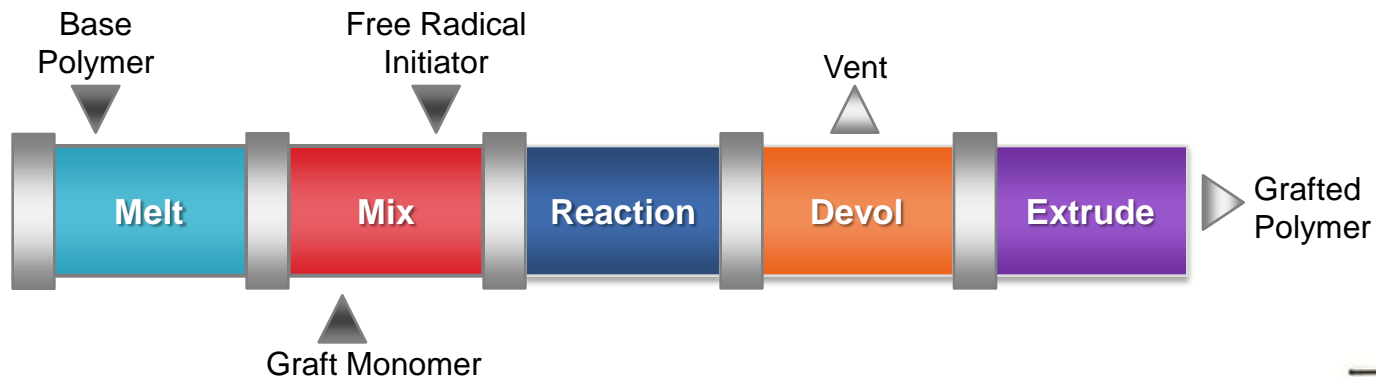 Base
Polymer
Free Radical
Initiator
Vent
Melt
Mix
Reaction
Devol
Extrude
Grafted
Polymer
Graft Monomer